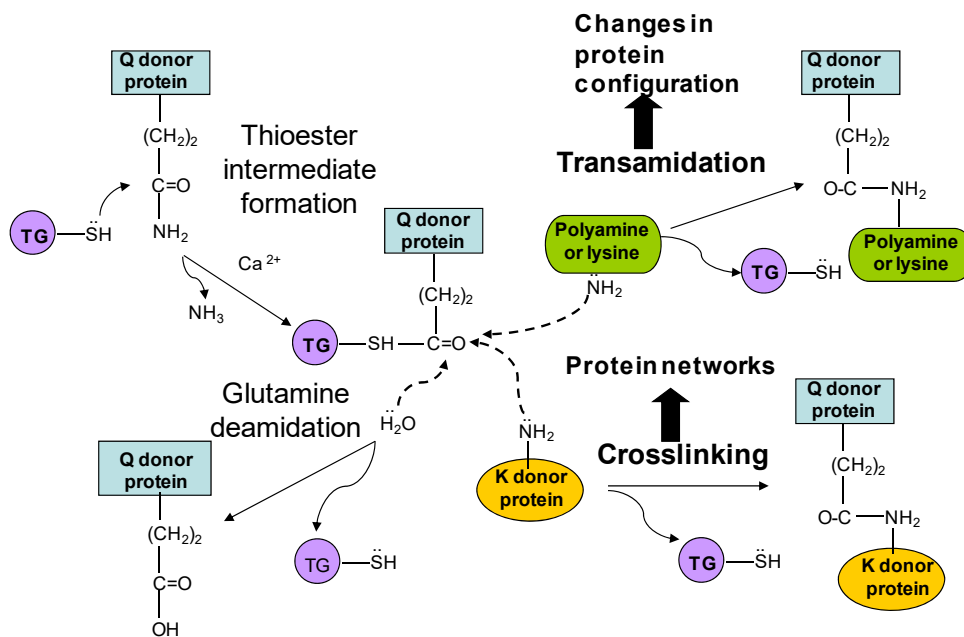 Q donor
protein
(CH2)2
C=O
NH2
TG
SH
Thioester
intermediate
formation
Ca 2+
NH3
Q donor
protein
(CH2)2
TG
SH
C=O
Changes in
protein
configuration
Transamidation
Polyamine
or lysine
NH2
TG
SH
Q donor
protein
(CH2)2
O-C
NH2
Polyamine
or lysine
Glutamine
deamidation
H2O
Q donor
protein
(CH2)2
C=O
OH
TG
SH
NH2
K donor
protein
Protein networks
Crosslinking
TG
SH
Q donor
protein
(CH2)2
O-C
NH2
K donor
protein